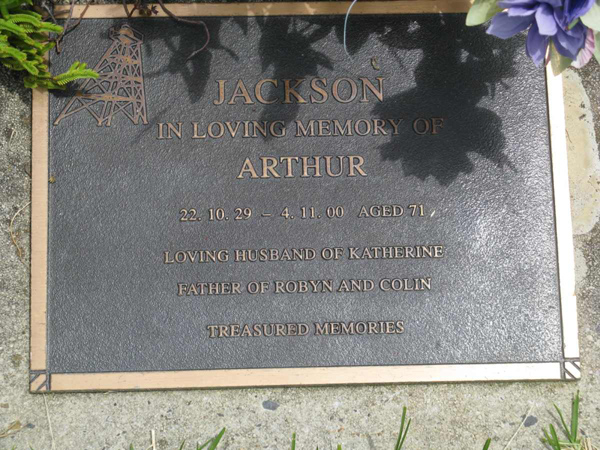 JACKSON
IN LOVING MEMORY OF
ARTHUR
22. 10. 29 – 4. 11. 00 AGED 71
LOVING HUSBAND OF KATHERINE
FATHER OF ROBYN AND COLIN
TREASURED MEMORIES